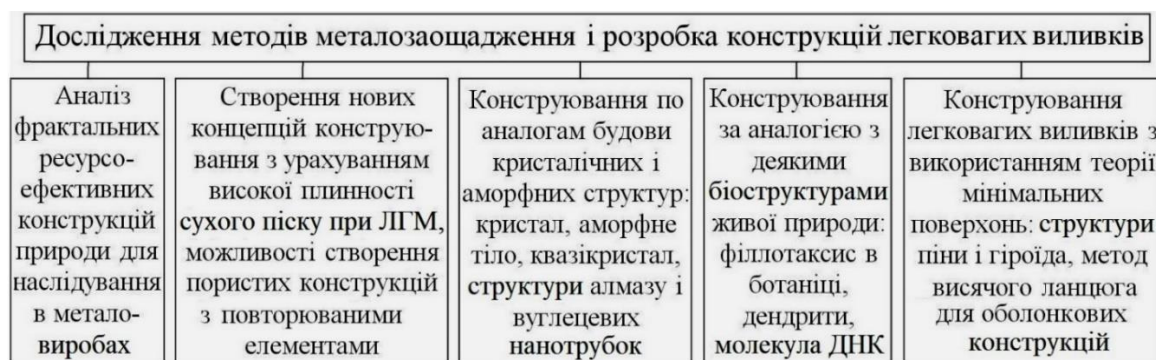 Дослідження методів металозаощадження і розробка конструкцій легковагих виливків
Аналіз
фрактальних
ресурсо-
ефективних
конструкцій
природи для
наслідування
в метало-
виробах
Створення нових
концепцій конструю-
вання з урахуванням
високої плинності
сухого піску при ЛГМ,
можливості створення
пористих конструкцій
з повторюваними
елементами
Конструювання по
аналогам будови
кристалічних і
аморфних структур:
кристал, аморфне
тіло, квазікристал,
структури алмазу і
вуглецевих
нанотрубок
Конструювання
за аналогією з
деякими
біоструктурами
живої природи:
філлотаксис в
ботаніці,
дендрити,
молекула ДНК
Конструювання
легковагих виливків з
використанням теорії
мінімальних
поверхонь: структури
піни і гіроїда, метод
висячого ланцюга
для оболонкових
конструкцій